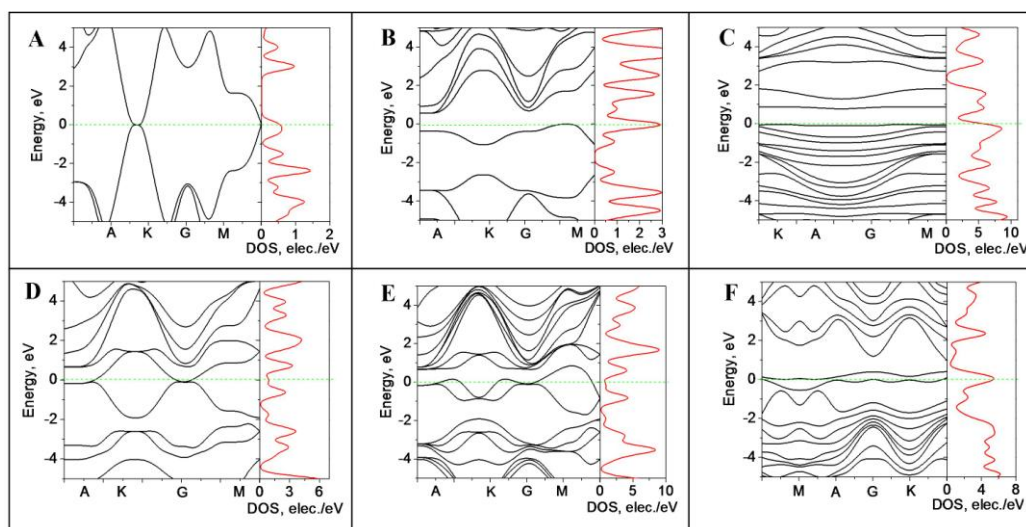 A
Energy, eV
4
2
0
-2
-4
A K G M
0 1 2
DOS, elec./eV
B
Energy, eV
4
2
0
-2
-4
A K G M
0 1 2 3
DOS, elec./eV
C
Energy, eV
4
2
0
-2
-4
K A G M
0 5 10
DOS, elec./eV
D
Energy, eV
4
2
0
-2
-4
A K G M
0 3 6
DOS, elec./eV
E
Energy, eV
4
2
0
-2
-4
A K G M
0 5 10
DOS, elec./eV
F
Energy, eV
4
2
0
-2
-4
M A G K
0 4 8
DOS, elec./eV